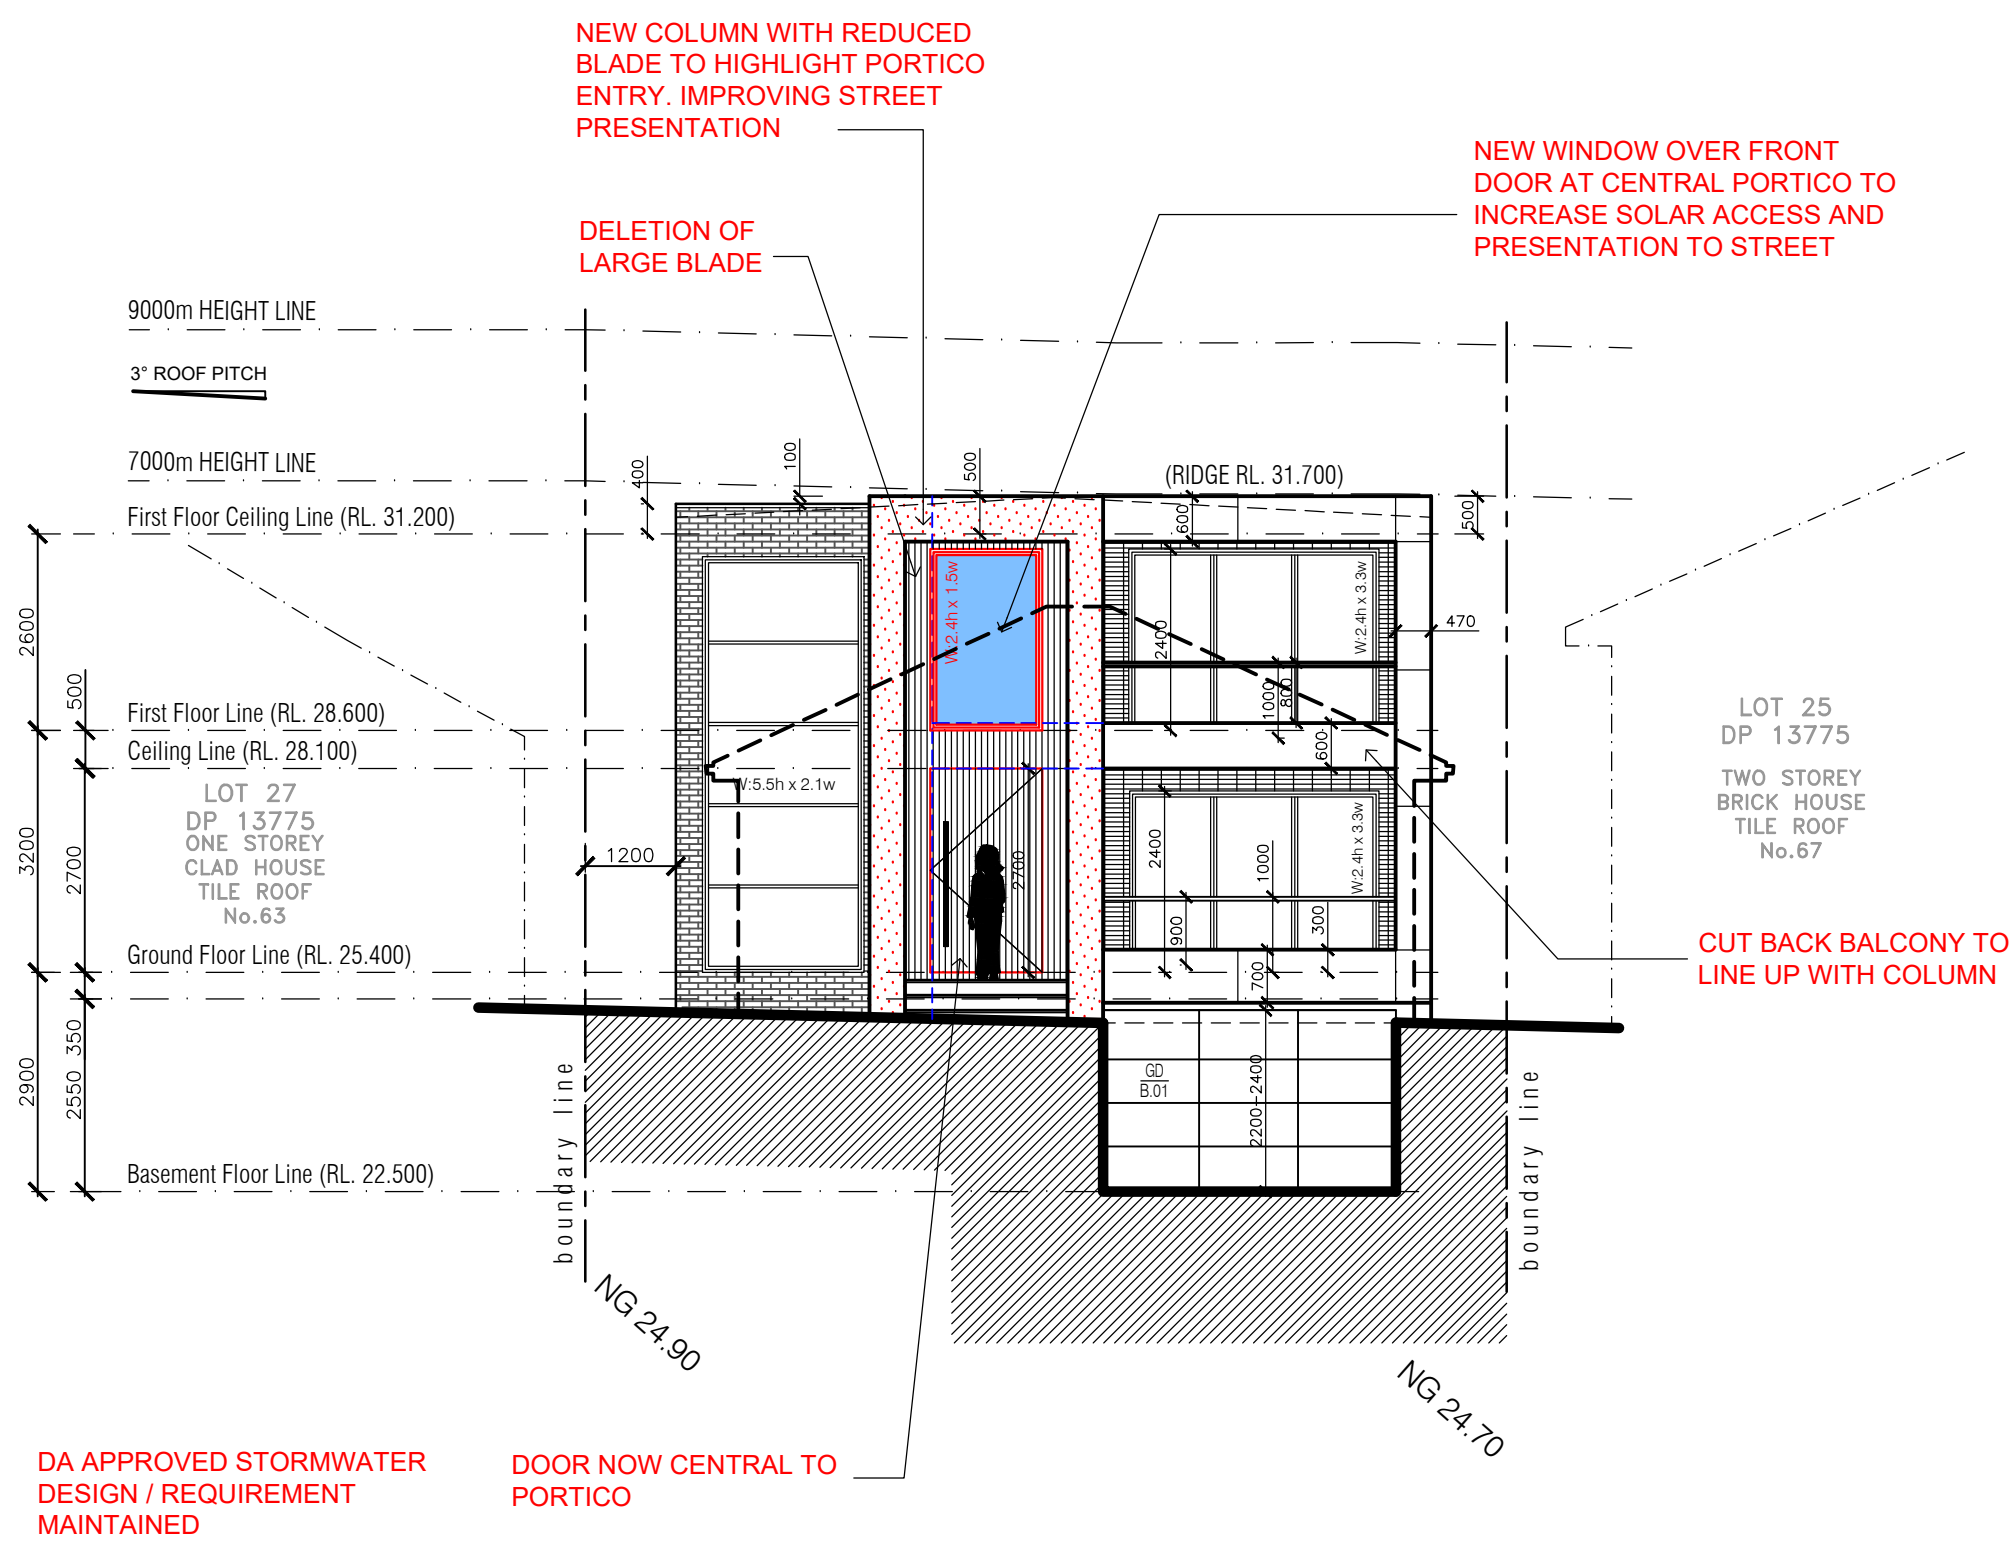 NEW COLUMN WITH REDUCED
BLADE TO HIGHLIGHT PORTICO
ENTRY. IMPROVING STREET
PRESENTATION
NEW WINDOW OVER FRONT
DOOR AT CENTRAL PORTICO TO
INCREASE SOLAR ACCESS AND
PRESENTATION TO STREET
DELETION OF
LARGE BLADE
9000m HEIGHT LINE
3° ROOF PITCH
7000m HEIGHT LINE
400
100
500
(RIDGE RL. 31.700)
600
500
First Floor Ceiling Line (RL. 31.200)
2600
W:2.4h x 1.5w
2400
W:2.4h x 3.3w
470
500
First Floor Line (RL. 28.600)
1000
800
600
Ceiling Line (RL. 28.100)
W:5.5h x 2.1w
LOT 27
DP 13775
ONE STOREY
CLAD HOUSE
TILE ROOF
No.63
LOT 25
DP 13775
TWO STOREY
BRICK HOUSE
TILE ROOF
No.67
3200
2700
1200
2700
2400
1000
W:2.4h x 3.3w
900
300
700
Ground Floor Line (RL. 25.400)
CUT BACK BALCONY TO
LINE UP WITH COLUMN
350
2900
2550
GD
B.01
2200-2400
Basement Floor Line (RL. 22.500)
boundary line
boundary line
NG 24.90
NG 24.70
DA APPROVED STORMWATER
DESIGN / REQUIREMENT
MAINTAINED
DOOR NOW CENTRAL TO
PORTICO